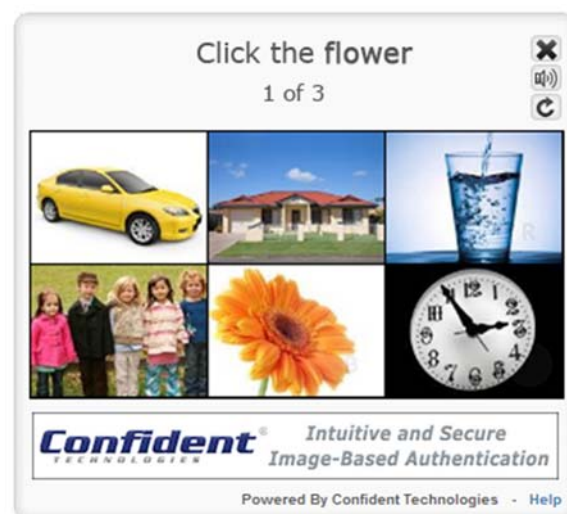 Click the flower
1 of 3
R
Confident®
TECHNOLOGIES
Intuitive and Secure
Image-Based Authentication
Powered By Confident Technologies - Help